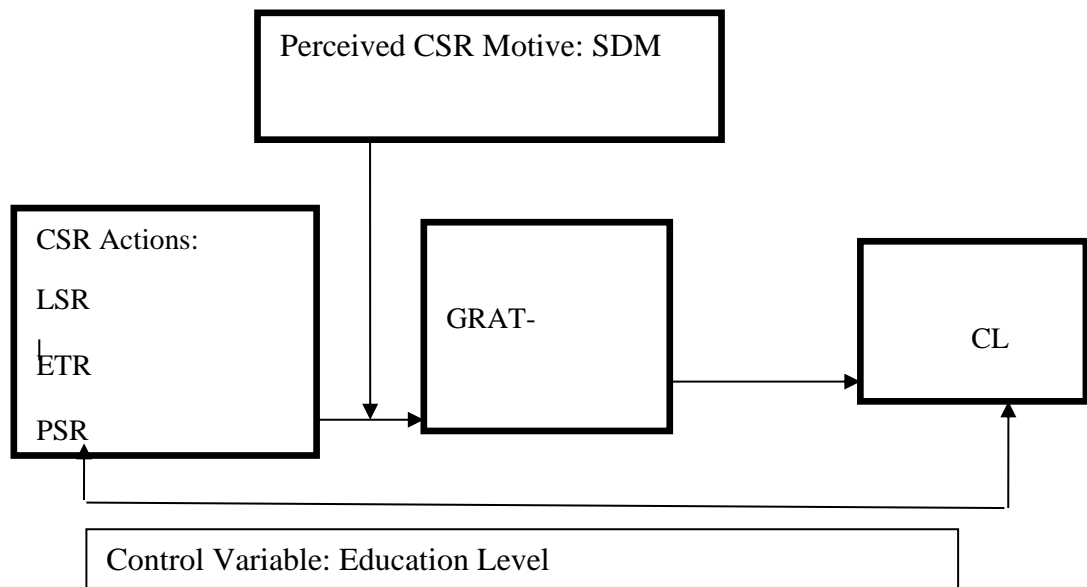 Perceived CSR Motive: SDM
CSR Actions:
LSR
ETR
PSR
GRAT-
CL
Control Variable: Education Level